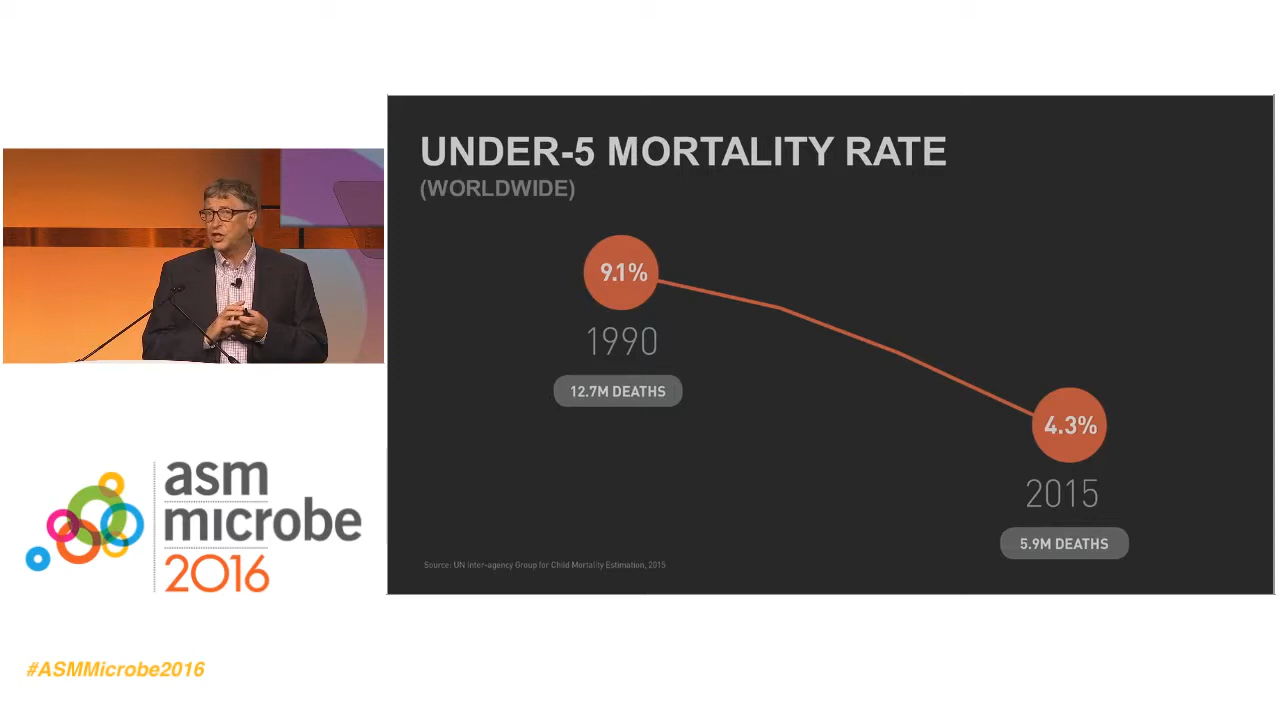 UNDER-5 MORTALITY RATE
(WORLDWIDE)
9.1%
1990
12.7M DEATHS
4.3%
2015
5.9M DEATHS
Source: UN Inter-agency Group for Child Mortality Estimation, 2015
asm
microbe
2016
#ASMMicrobe2016